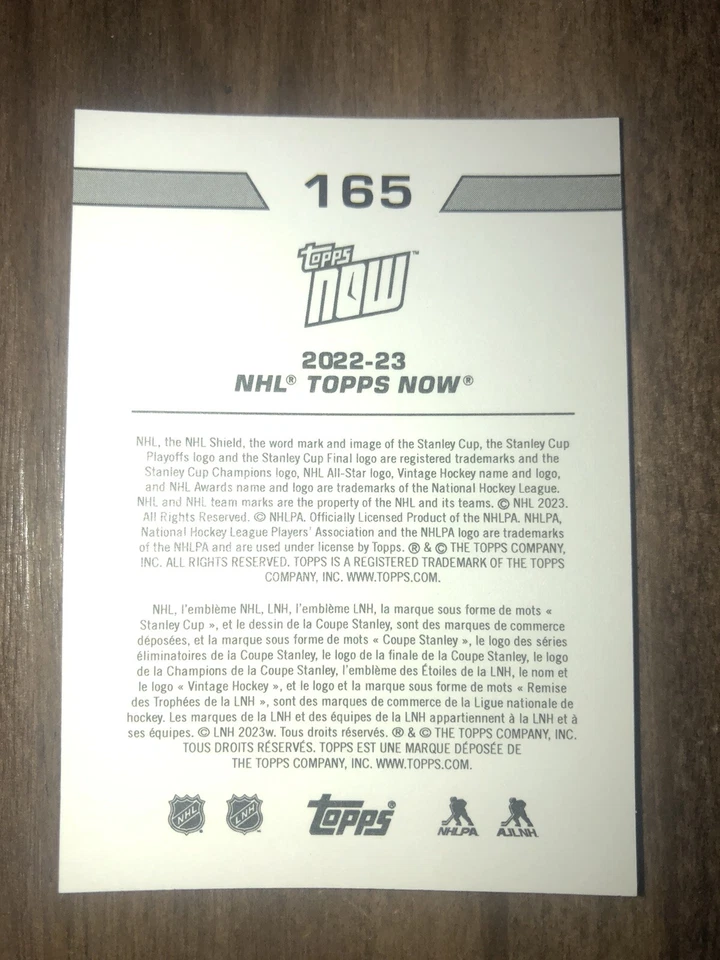 165
topps
NOW™
2022-23
NHL® TOPPS NOW®
NHL, the NHL Shield, the word mark and image of the Stanley Cup, the Stanley Cup
Playoffs logo and the Stanley Cup Final logo are registered trademarks and the
Stanley Cup Champions logo, NHL All-Star logo, Vintage Hockey name and logo,
and NHL Awards name and logo are trademarks of the National Hockey League.
NHL and NHL team marks are the property of the NHL and its teams. © NHL 2023.
All Rights Reserved. © NHLPA. Officially Licensed Product of the NHLPA. NHLPA,
National Hockey League Players' Association and the NHLPA logo are trademarks
of the NHLPA and are used under license by Topps. ® & © THE TOPPS COMPANY,
INC. ALL RIGHTS RESERVED. TOPPS IS A REGISTERED TRADEMARK OF THE TOPPS
COMPANY, INC. WWW.TOPPS.COM.
NHL, l'emblème NHL, LNH, l'emblème LNH, la marque sous forme de mots «
Stanley Cup », et le dessin de la Coupe Stanley, sont des marques de commerce
déposées, et la marque sous forme de mots « Coupe Stanley », le logo des séries
éliminatoires de la Coupe Stanley, le logo de la finale de la Coupe Stanley, le logo
de la Champions de la Coupe Stanley, l'emblème des Étoiles de la LNH, le nom et
le logo « Vintage Hockey », et le logo et la marque sous forme de mots « Remise
des Trophées de la LNH », sont des marques de commerce de la Ligue nationale de
hockey. Les marques de la LNH et des équipes de la LNH appartiennent à la LNH et à
ses équipes. © LNH 2023w. Tous droits réservés. ® & © THE TOPPS COMPANY, INC.
TOUS DROITS RÉSERVÉS. TOPPS EST UNE MARQUE DÉPOSÉE DE
THE TOPPS COMPANY, INC. WWW.TOPPS.COM.
NHL LNH topps® NHLPA AJLNH